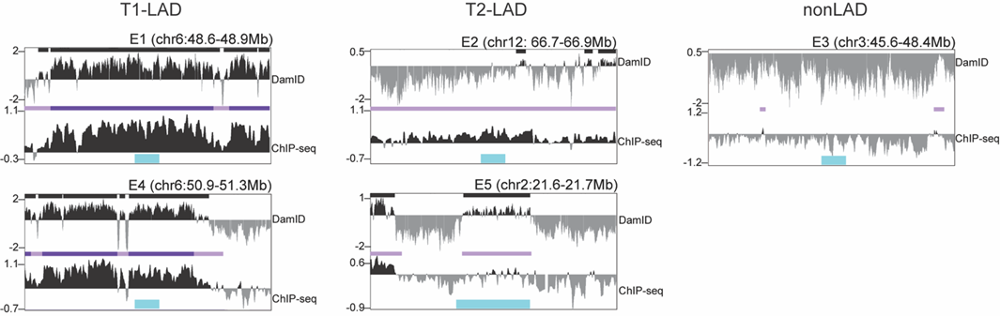 T1-LAD
T2-LAD
nonLAD
E1 (chr6:48.6-48.9Mb)
2
DamID
-2
1.1
ChIP-seq
-0.3
E2 (chr12: 66.7-66.9Mb)
0.5
DamID
-2
1.1
ChIP-seq
-0.7
E3 (chr3:45.6-48.4Mb)
0.5
DamID
-2
1.2
ChIP-seq
-1.2
E4 (chr6:50.9-51.3Mb)
2
DamID
-2
1.1
ChIP-seq
-0.7
E5 (chr2:21.6-21.7Mb)
1
DamID
-2
0.6
ChIP-seq
-0.9